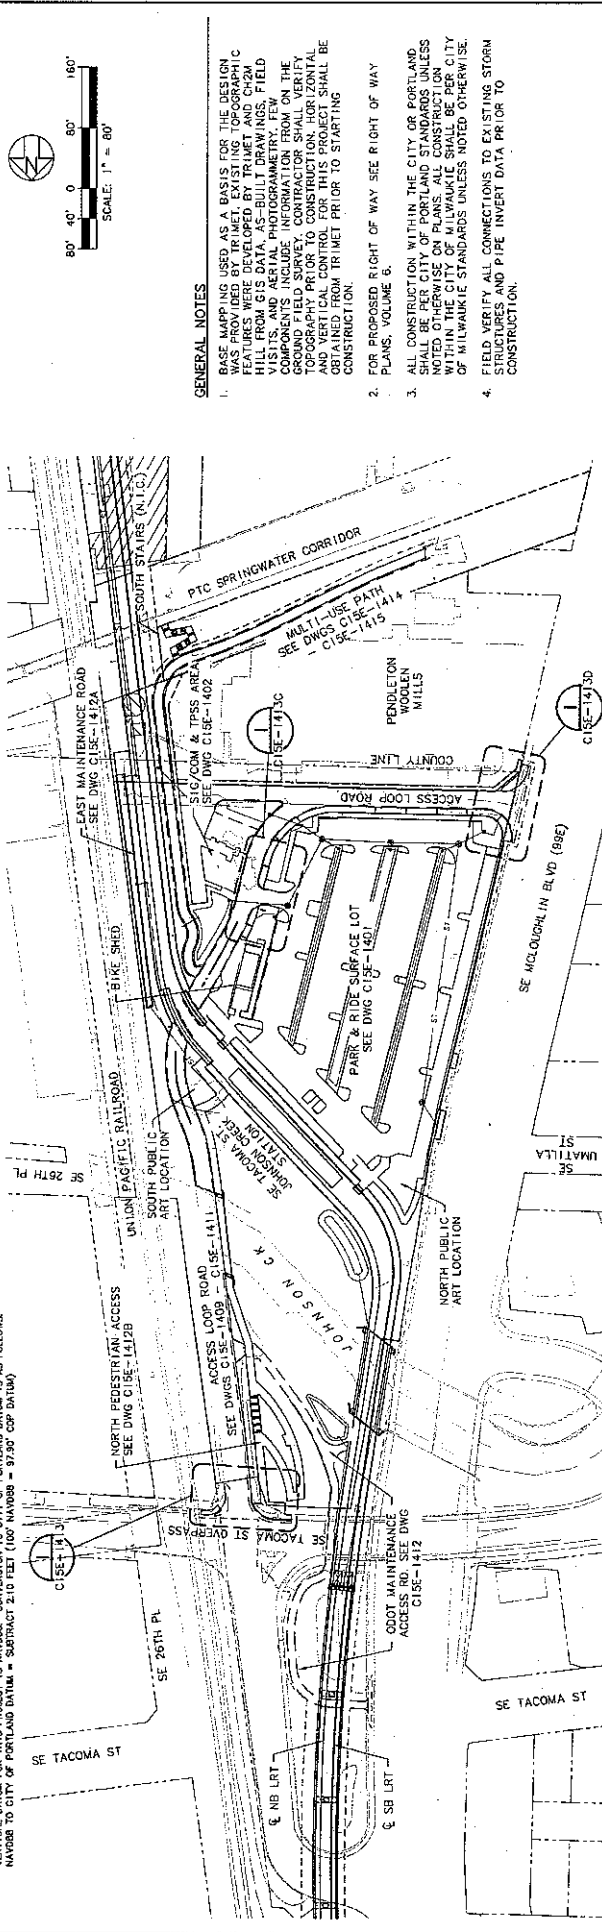 NAVD88 TO CITY OF PORTLAND DATUM = SUBTRACT 2.10 FEET (100' NAVD88 = 97.90' COP DATUM)
80' 40' 0 80' 160'
SCALE: 1" = 80'
GENERAL NOTES
1. BASE MAPPING USED AS A BASIS FOR THE DESIGN
WAS PROVIDED BY TRIMET. EXISTING TOPOGRAPHIC
FEATURES WERE DEVELOPED BY TRIMET AND CH2M
HILL FROM GIS DATA, AS-BUILT DRAWINGS, FIELD
VISITS, AND AERIAL PHOTOGRAMMETRY. FEW
COMPONENTS INCLUDE INFORMATION FROM ON THE
GROUND FIELD SURVEY. CONTRACTOR SHALL VERIFY
TOPOGRAPHY PRIOR TO CONSTRUCTION. HORIZONTAL
AND VERTICAL CONTROL FOR THIS PROJECT SHALL BE
OBTAINED FROM TRIMET PRIOR TO STARTING
CONSTRUCTION.
2. FOR PROPOSED RIGHT OF WAY SEE RIGHT OF WAY
PLANS, VOLUME 6.
3. ALL CONSTRUCTION WITHIN THE CITY OR PORTLAND
SHALL BE PER CITY OF PORTLAND STANDARDS UNLESS
NOTED OTHERWISE ON PLANS. ALL CONSTRUCTION
WITHIN THE CITY OF MILWAUKIE SHALL BE PER CITY
OF MILWAUKIE STANDARDS UNLESS NOTED OTHERWISE.
4. FIELD VERIFY ALL CONNECTIONS TO EXISTING STORM
STRUCTURES AND PIPE INVERT DATA PRIOR TO
CONSTRUCTION.
1
C15E-1413
SE TACOMA ST
SE 26TH PL
NORTH PEDESTRIAN ACCESS
SEE DWG C15E-1412B
SE TACOMA ST OVERPASS
ACCESS LOOP ROAD
SEE DWGS C15E-1409 - C15E-1411
SE 26TH PL
UNION PACIFIC RAILROAD
SOUTH PUBLIC
ART LOCATION
SE TACOMA ST/
JOHNSON CREEK
STATION
BIKE SHED
EAST MAINTENANCE ROAD
SEE DWG C15E-1412A
SIG/COM & TPSS AREA
SEE DWG C15E-1402
SOUTH STAIRS (N.I.C.)
PTC SPRINGWATER CORRIDOR
MULTI-USE PATH
SEE DWGS C15E-1414
- C15E-1415
1
C15E-1413C
PENDLETON
WOOLEN
MILLS
COUNTY LINE
ACCESS LOOP ROAD
1
C15E-1413D
PARK & RIDE SURFACE LOT
SEE DWG C15E-1401
SE MCLOUGHLIN BLVD (99E)
JOHNSON CK
NORTH PUBLIC
ART LOCATION
SE
UMATILLA
ST
ODOT MAINTENANCE
ACCESS RD. SEE DWG
C15E-1412
NB LRT
SB LRT
SE TACOMA ST